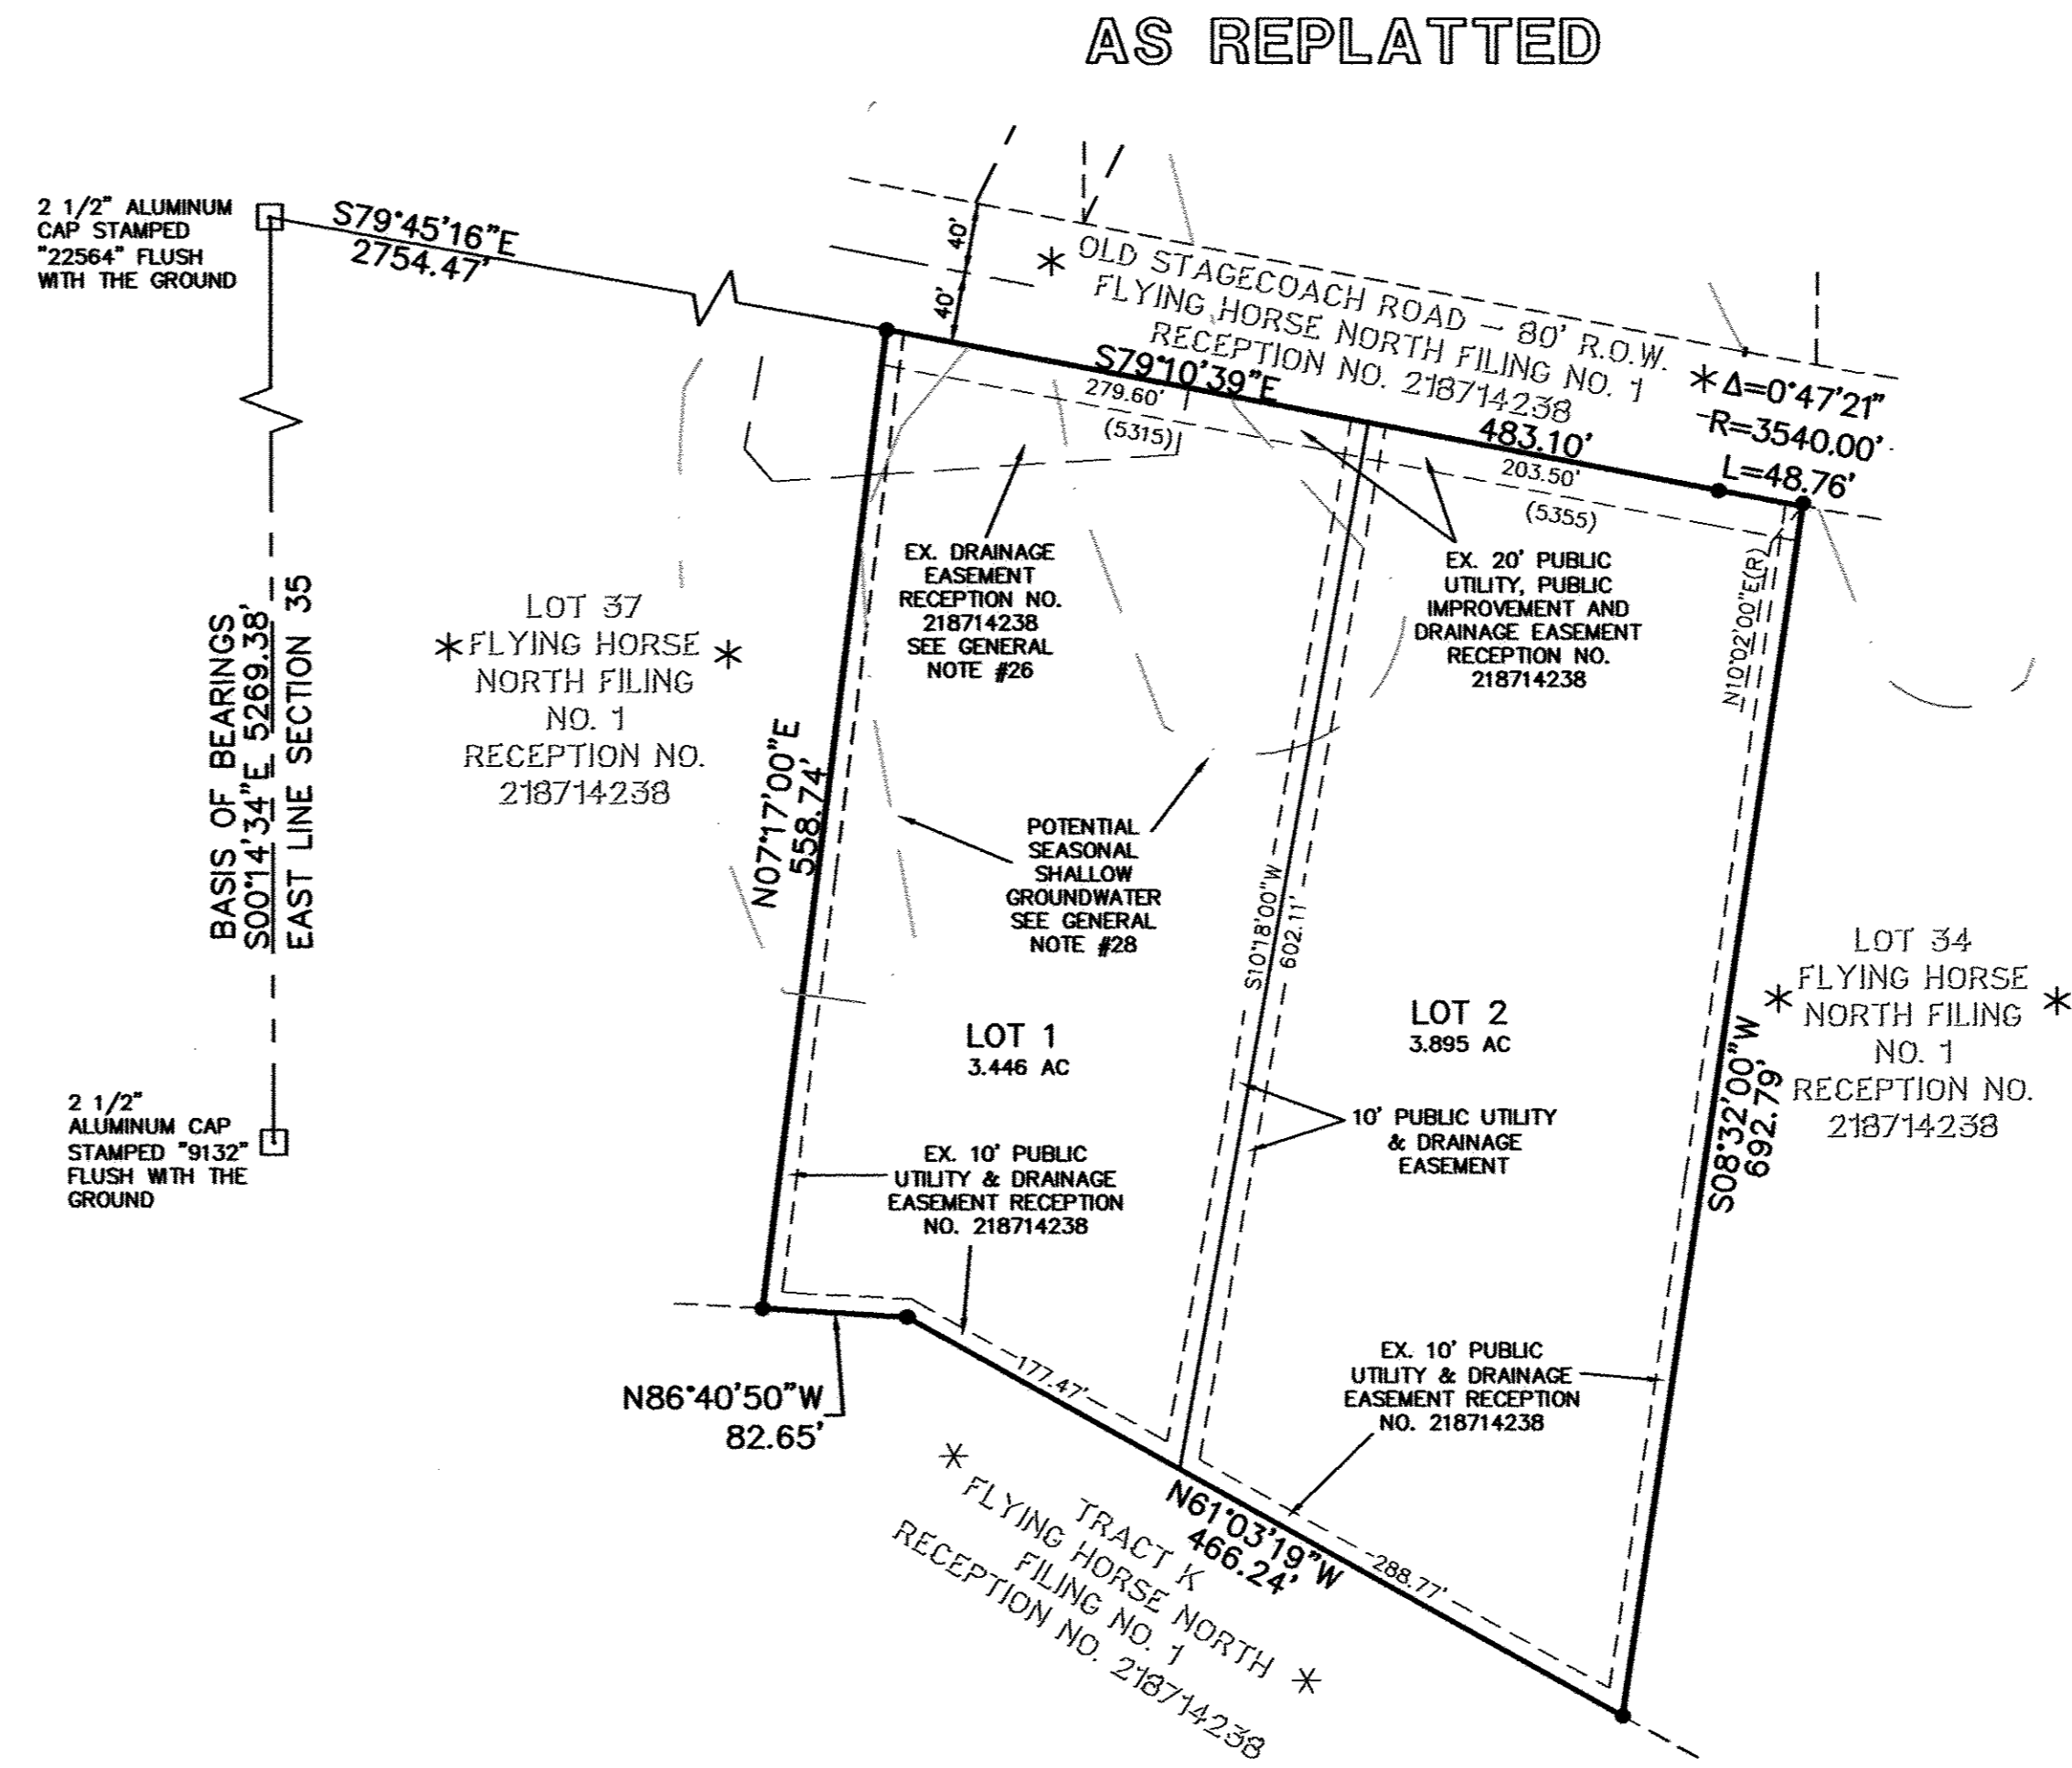 AS REPLATTED
2 1/2" ALUMINUM
CAP STAMPED
"22564" FLUSH
WITH THE GROUND
S79°45'16"E
2754.47'
40'
40'
* OLD STAGECOACH ROAD - 80' R.O.W. *
FLYING HORSE NORTH FILING NO. 1
RECEPTION NO. 218714238
S79°10'39"E
483.10'
279.60'
(5315)
203.50'
(5355)
Δ=0°47'21"
R=3540.00'
L=48.76'
N10°02'00"E(R)
EX. DRAINAGE
EASEMENT
RECEPTION NO.
218714238
SEE GENERAL
NOTE #26
EX. 20' PUBLIC
UTILITY, PUBLIC
IMPROVEMENT AND
DRAINAGE EASEMENT
RECEPTION NO.
218714238
BASIS OF BEARINGS
S00°14'34"E 5269.38'
EAST LINE SECTION 35
LOT 37
* FLYING HORSE *
NORTH FILING
NO. 1
RECEPTION NO.
218714238
N07°17'00"E
558.74'
POTENTIAL
SEASONAL
SHALLOW
GROUNDWATER
SEE GENERAL
NOTE #28
S10°18'00"W
602.11'
LOT 1
3.446 AC
LOT 2
3.895 AC
S08°32'00"W
692.79'
LOT 34
FLYING HORSE
* NORTH FILING *
NO. 1
RECEPTION NO.
218714238
2 1/2"
ALUMINUM CAP
STAMPED "9132"
FLUSH WITH THE
GROUND
10' PUBLIC UTILITY
& DRAINAGE
EASEMENT
EX. 10' PUBLIC
UTILITY & DRAINAGE
EASEMENT RECEPTION
NO. 218714238
EX. 10' PUBLIC
UTILITY & DRAINAGE
EASEMENT RECEPTION
NO. 218714238
N86°40'50"W
82.65'
177.47'
N61°03'19"W
466.24'
288.77'
TRACT K
* FLYING HORSE NORTH *
FILING NO. 1
RECEPTION NO. 218714238